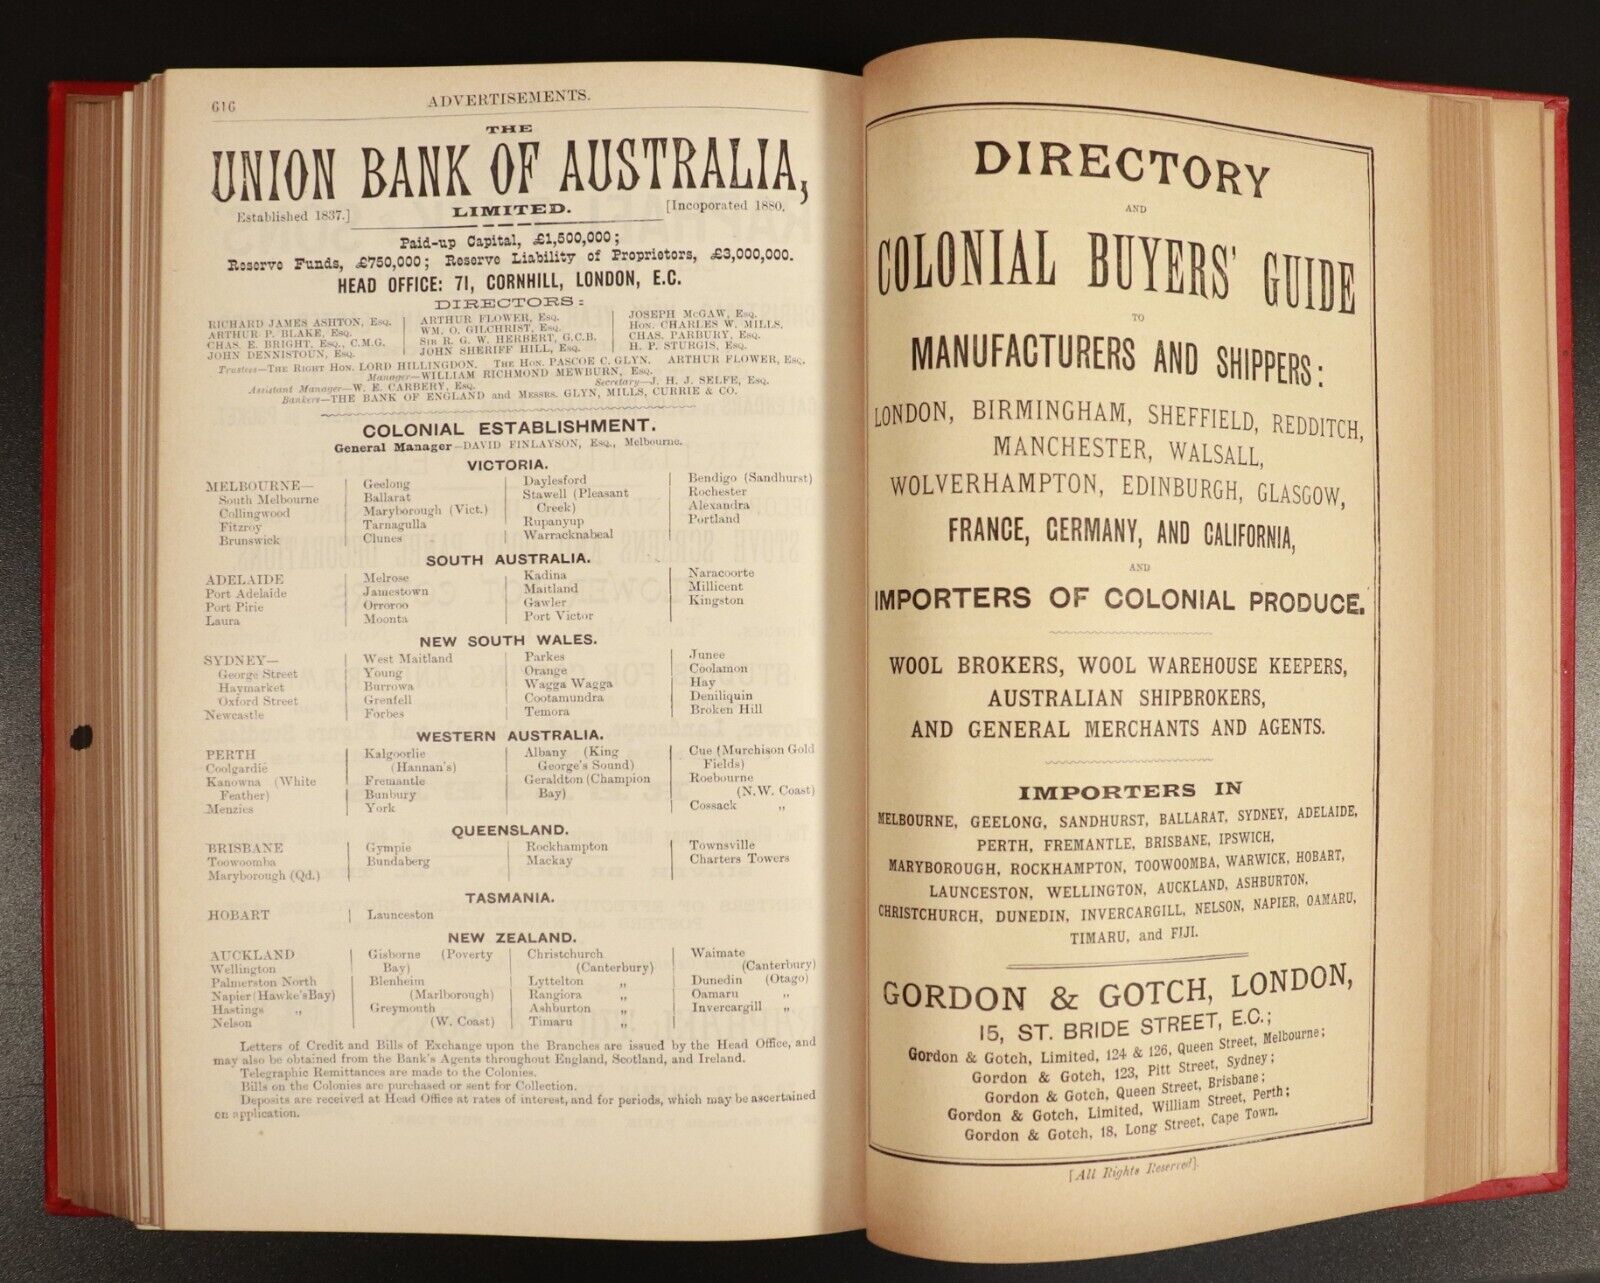 616
ADVERTISEMENTS.
THE
UNION BANK OF AUSTRALIA,
Established 1837.]
LIMITED.
[Incoporated 1880.
Paid-up Capital, £1,500,000;
Reserve Funds, £750,000; Reserve Liability of Proprietors, £3,000,000.
HEAD OFFICE: 71, CORNHILL, LONDON, E.C.
DIRECTORS:
RICHARD JAMES ASHTON, Esq.
ARTHUR P. BLAKE, Esq.
CHAS. E. BRIGHT, Esq., C.M.G.
JOHN DENNISTOUN, Esq.
ARTHUR FLOWER, Esq.
WM. O. GILCHRIST, Esq.
Sir R. G. W. HERBERT, G.C.B.
JOHN SHERIFF HILL, Esq.
JOSEPH McGAW, Esq.
Hon. CHARLES W. MILLS.
CHAS. PARBURY, Esq.
H. P. STURGIS, Esq.
Trustees—The Right Hon. LORD HILLINGDON. The Hon. PASCOE C. GLYN. ARTHUR FLOWER, Esq.
Manager—WILLIAM RICHMOND MEWBURN, Esq.
Assistant Manager—W. E. CARBERY, Esq. Secretary—J. H. J. SELFE, Esq.
Bankers—THE BANK OF ENGLAND and Messrs. GLYN, MILLS, CURRIE & CO.
COLONIAL ESTABLISHMENT.
General Manager—DAVID FINLAYSON, Esq., Melbourne.
VICTORIA.
MELBOURNE—
South Melbourne
Collingwood
Fitzroy
Brunswick
Geelong
Ballarat
Maryborough (Vict.)
Tarnagulla
Clunes
Daylesford
Stawell (Pleasant
Creek)
Rupanyup
Warracknabeal
Bendigo (Sandhurst)
Rochester
Alexandra
Portland
SOUTH AUSTRALIA.
ADELAIDE
Port Adelaide
Port Pirie
Laura
Melrose
Jamestown
Orroroo
Moonta
Kadina
Maitland
Gawler
Port Victor
Naracoorte
Millicent
Kingston
NEW SOUTH WALES.
SYDNEY—
George Street
Haymarket
Oxford Street
Newcastle
West Maitland
Young
Burrowa
Grenfell
Forbes
Parkes
Orange
Wagga Wagga
Cootamundra
Temora
Junee
Coolamon
Hay
Deniliquin
Broken Hill
WESTERN AUSTRALIA.
PERTH
Coolgardie
Kanowna (White
Feather)
Menzies
Kalgoorlie
(Hannan's)
Fremantle
Bunbury
York
Albany (King
George's Sound)
Geraldton (Champion
Bay)
Cue (Murchison Gold
Fields)
Roebourne
(N.W. Coast)
Cossack „
QUEENSLAND.
BRISBANE
Toowoomba
Maryborough (Qd.)
Gympie
Bundaberg
Rockhampton
Mackay
Townsville
Charters Towers
TASMANIA.
HOBART
Launceston
NEW ZEALAND.
AUCKLAND
Wellington
Palmerston North
Napier (Hawke's Bay)
Hastings „
Nelson
Gisborne (Poverty
Bay)
Blenheim
(Marlborough)
Greymouth
(W. Coast)
Christchurch
(Canterbury)
Lyttelton „
Rangiora „
Ashburton „
Timaru „
Waimate
(Canterbury)
Dunedin (Otago)
Oamaru „
Invercargill „
Letters of Credit and Bills of Exchange upon the Branches are issued by the Head Office, and
may also be obtained from the Bank's Agents throughout England, Scotland, and Ireland.
Telegraphic Remittances are made to the Colonies.
Bills on the Colonies are purchased or sent for Collection.
Deposits are received at Head Office at rates of interest, and for periods, which may be ascertained
on application.
DIRECTORY
AND
COLONIAL BUYERS' GUIDE
TO
MANUFACTURERS AND SHIPPERS:
LONDON, BIRMINGHAM, SHEFFIELD, REDDITCH,
MANCHESTER, WALSALL,
WOLVERHAMPTON, EDINBURGH, GLASGOW,
FRANCE, GERMANY, AND CALIFORNIA,
AND
IMPORTERS OF COLONIAL PRODUCE.
WOOL BROKERS, WOOL WAREHOUSE KEEPERS,
AUSTRALIAN SHIPBROKERS,
AND GENERAL MERCHANTS AND AGENTS.
IMPORTERS IN
MELBOURNE, GEELONG, SANDHURST, BALLARAT, SYDNEY, ADELAIDE,
PERTH, FREMANTLE, BRISBANE, IPSWICH,
MARYBOROUGH, ROCKHAMPTON, TOOWOOMBA, WARWICK, HOBART,
LAUNCESTON, WELLINGTON, AUCKLAND, ASHBURTON,
CHRISTCHURCH, DUNEDIN, INVERCARGILL, NELSON, NAPIER, OAMARU,
TIMARU, and FIJI.
GORDON & GOTCH, LONDON,
15, ST. BRIDE STREET, E.C.;
Gordon & Gotch, Limited, 124 & 126, Queen Street, Melbourne;
Gordon & Gotch, 123, Pitt Street, Sydney;
Gordon & Gotch, Queen Street, Brisbane;
Gordon & Gotch, Limited, William Street, Perth;
Gordon & Gotch, 18, Long Street, Cape Town.
[All Rights Reserved].